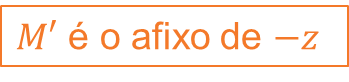 M′ é o afixo de −z